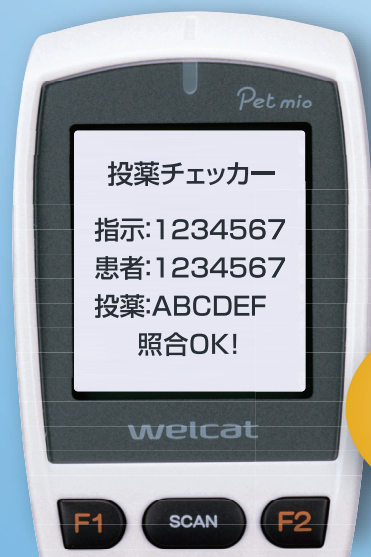 Pet mio
投薬チェッカー
指示:1234567
患者:1234567
投薬:ABCDEF
照合OK!
welcat
F1 SCAN F2